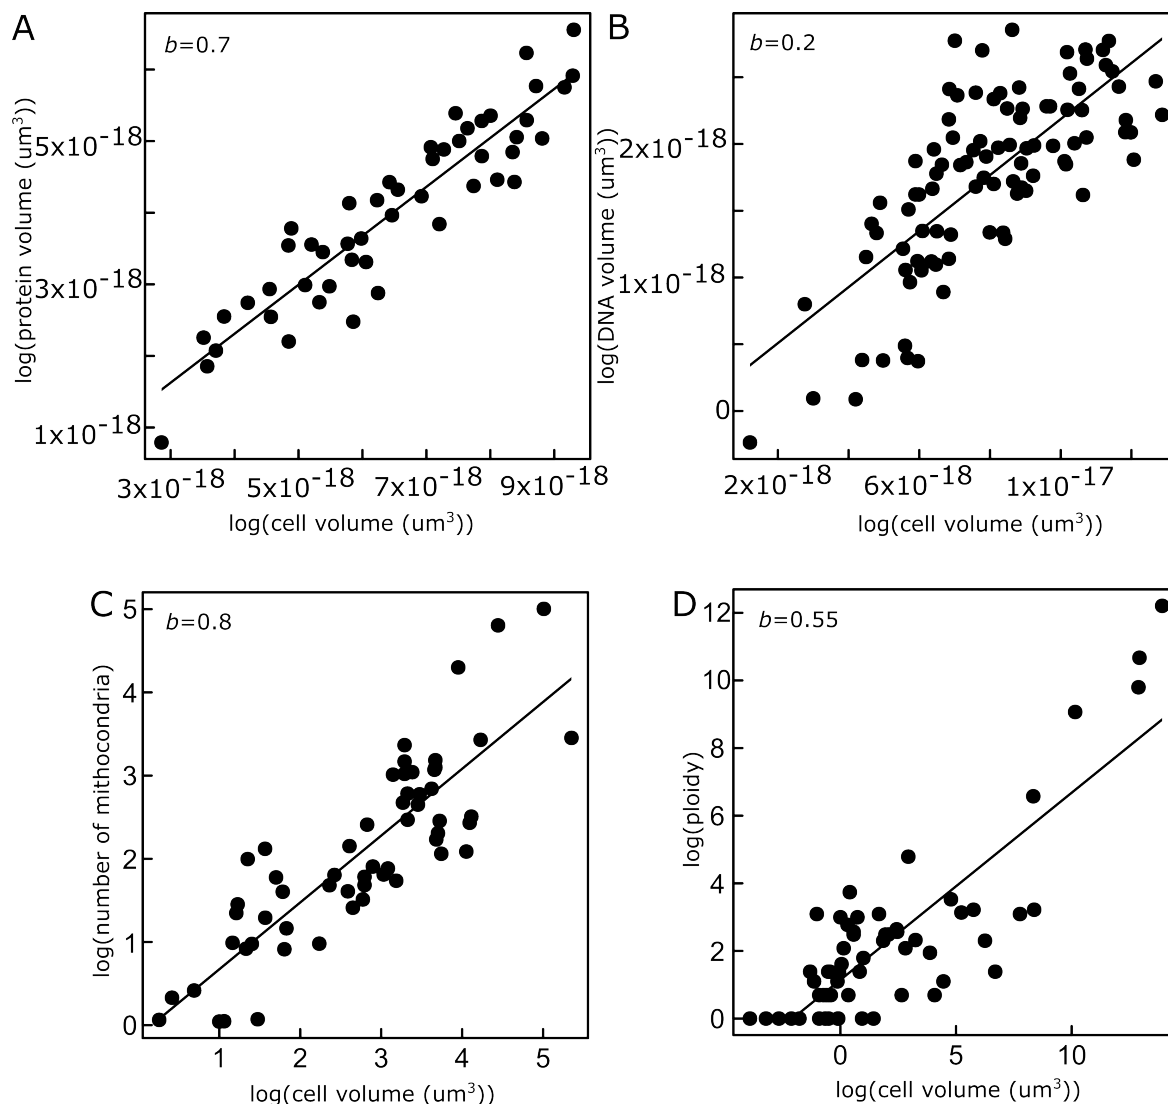 A
b=0.7
log(protein volume (um³))
5x10⁻¹⁸
3x10⁻¹⁸
1x10⁻¹⁸
3x10⁻¹⁸ 5x10⁻¹⁸ 7x10⁻¹⁸ 9x10⁻¹⁸
log(cell volume (um³))
B
b=0.2
log(DNA volume (um³))
2x10⁻¹⁸
1x10⁻¹⁸
0
2x10⁻¹⁸ 6x10⁻¹⁸ 1x10⁻¹⁷
log(cell volume (um³))
C
b=0.8
log(number of mithocondria)
5
4
3
2
1
0
1 2 3 4 5
log(cell volume (um³))
D
b=0.55
log(ploidy)
12
10
8
6
4
2
0
0 5 10
log(cell volume (um³))